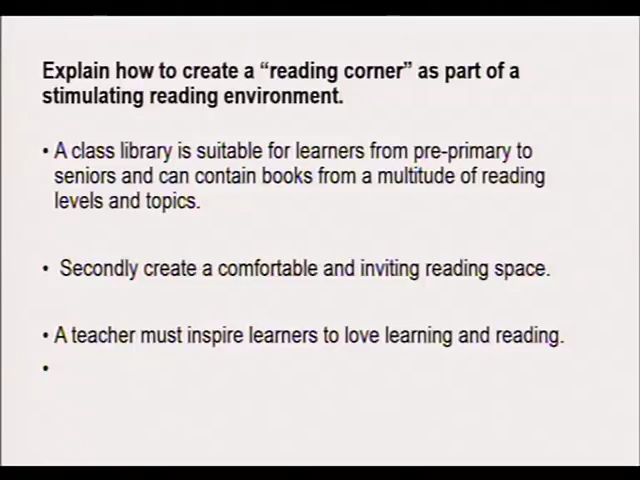 Explain how to create a “reading corner” as part of a
stimulating reading environment.
• A class library is suitable for learners from pre-primary to
seniors and can contain books from a multitude of reading
levels and topics.
• Secondly create a comfortable and inviting reading space.
• A teacher must inspire learners to love learning and reading.
•